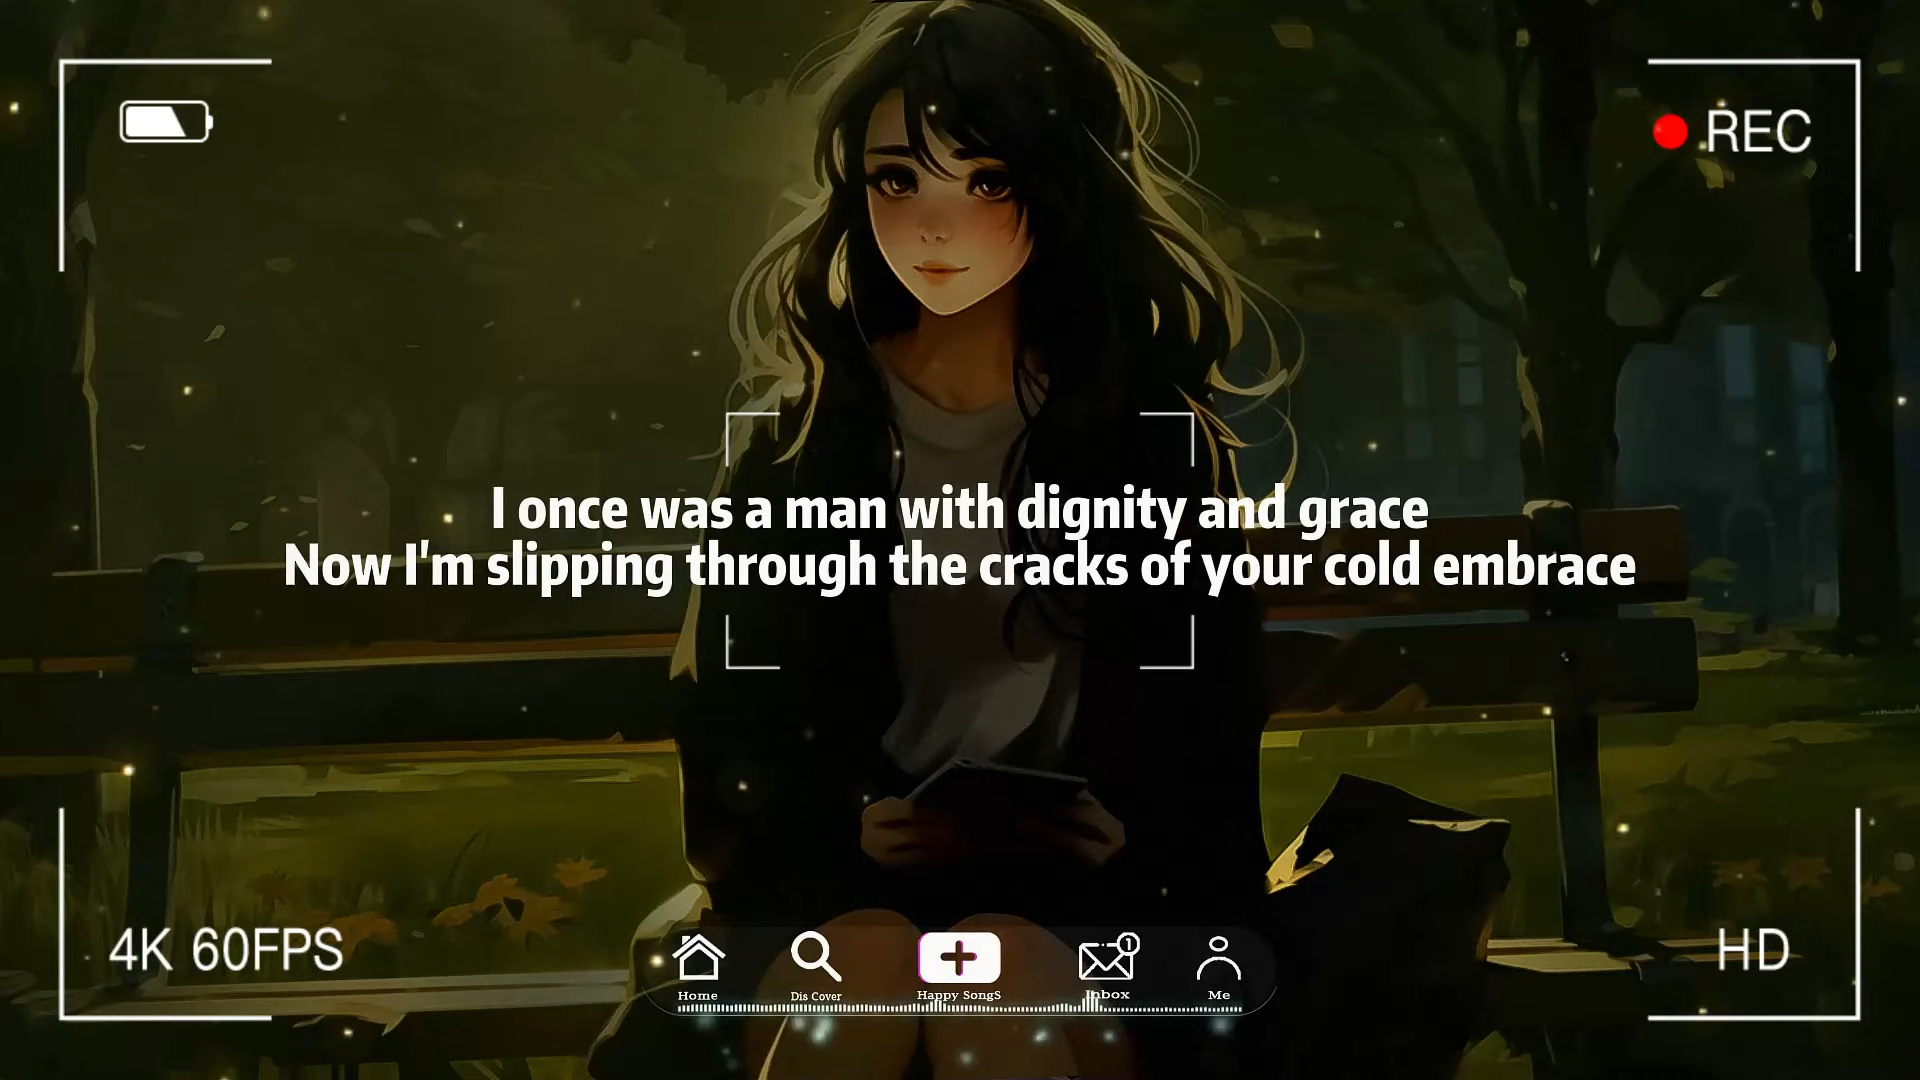 REC
I once was a man with dignity and grace
Now I'm slipping through the cracks of your cold embrace
4K 60FPS
HD
1
Home
Dis Cover
Happy SongS
Inbox
Me